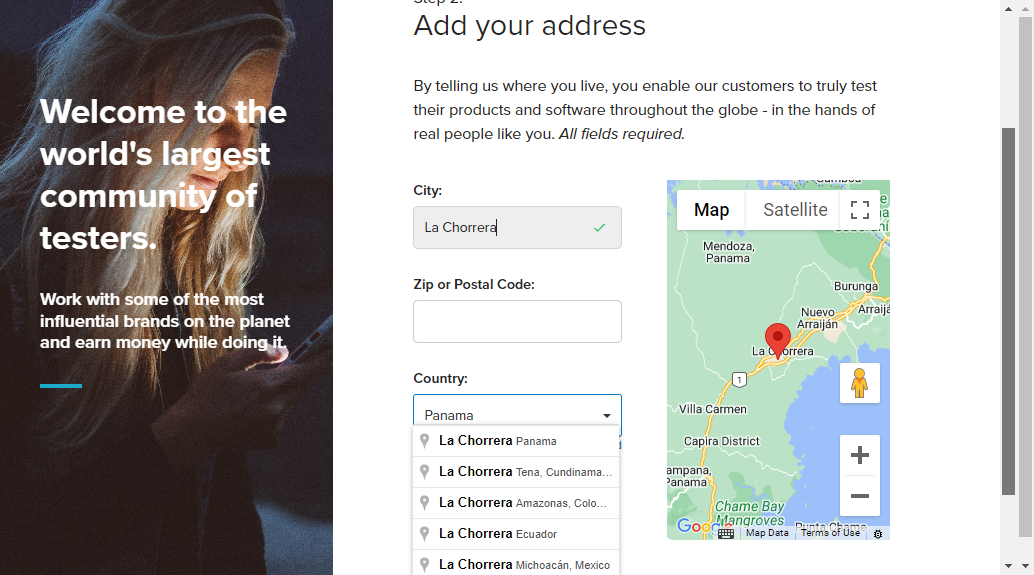 Welcome to the
world's largest
community of
testers.
Work with some of the most
influential brands on the planet
and earn money while doing it.
Step 2:
Add your address
By telling us where you live, you enable our customers to truly test
their products and software throughout the globe - in the hands of
real people like you. All fields required.
City:
La Chorrera
Zip or Postal Code:
Country:
Panama
La Chorrera Panama
La Chorrera Tena, Cundinama...
La Chorrera Amazonas, Colo...
La Chorrera Ecuador
La Chorrera Michoacán, Mexico
Map
Satellite
Mendoza,
Panama
Burunga
Nuevo
Arraiján
La Chorrera
1
Villa Carmen
Capira District
Panama
Chame Bay
Mangroves
Punta Chame
Google
Map Data
Terms of Use